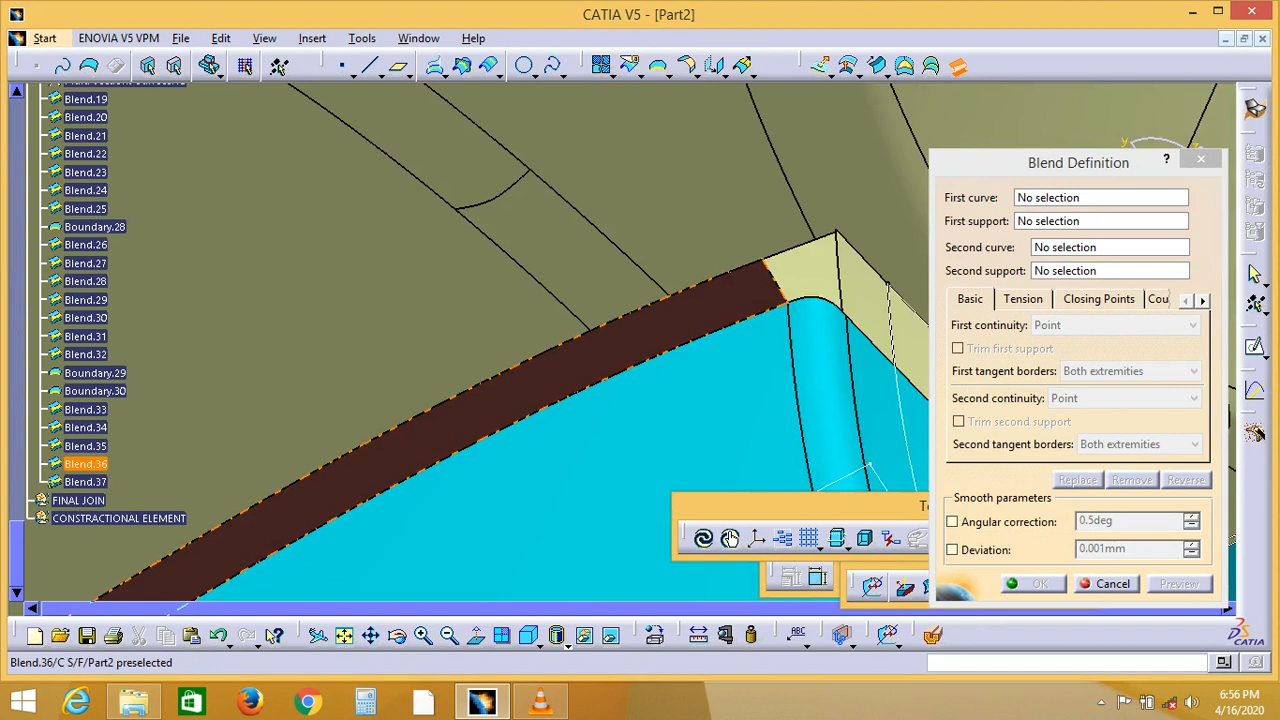 CATIA V5 - [Part2]
Start ENOVIA V5 VPM File Edit View Insert Tools Window Help
Blend.19
Blend.20
Blend.21
Blend.22
Blend.23
Blend.24
Blend.25
Boundary.28
Blend.26
Blend.27
Blend.28
Blend.29
Blend.30
Blend.31
Blend.32
Boundary.29
Boundary.30
Blend.33
Blend.34
Blend.35
Blend.36
Blend.37
FINAL JOIN
CONSTRACTIONAL ELEMENT
y
z
Blend Definition ?
First curve: No selection
First support: No selection
Second curve: No selection
Second support: No selection
Basic Tension Closing Points Cou
First continuity: Point
Trim first support
First tangent borders: Both extremities
Second continuity: Point
Trim second support
Second tangent borders: Both extremities
Replace Remove Reverse
Smooth parameters
Angular correction: 0.5deg
Deviation: 0.001mm
OK Cancel Preview
ABC
DS CATIA
Blend.36/C S/F/Part2 preselected
6:56 PM
4/16/2020